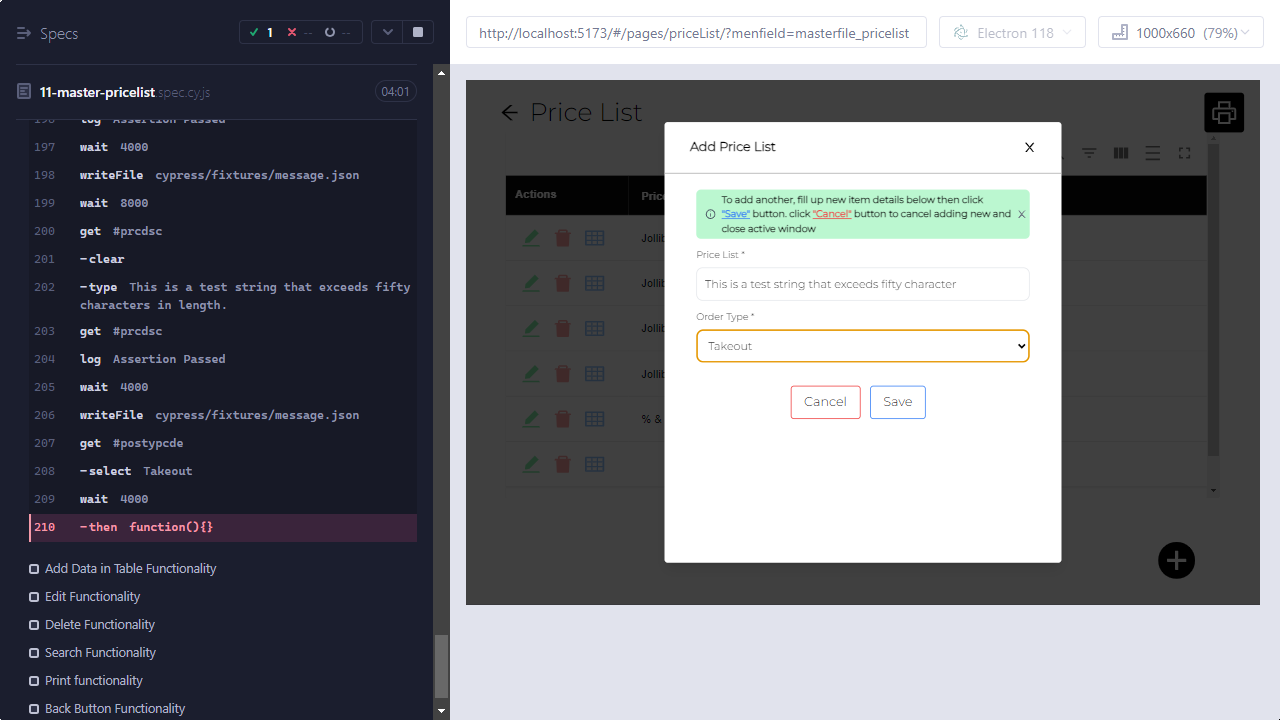 Specs
1
--
--
11-master-pricelist.spec.cy.js
04:01
196 log Assertion Passed
197 wait 4000
198 writeFile cypress/fixtures/message.json
199 wait 8000
200 get #prcdsc
201 -clear
202 -type This is a test string that exceeds fifty
characters in length.
203 get #prcdsc
204 log Assertion Passed
205 wait 4000
206 writeFile cypress/fixtures/message.json
207 get #postypcde
208 -select Takeout
209 wait 4000
210 -then function(){}
Add Data in Table Functionality
Edit Functionality
Delete Functionality
Search Functionality
Print functionality
Back Button Functionality
http://localhost:5173/#/pages/priceList/?menfield=masterfile_pricelist
Electron 118
1000x660 (79%)
Price List
Actions
Price
Jollib
Jollib
Jollib
Jollib
% &
Add Price List
X
To add another, fill up new item details below then click
"Save" button. click "Cancel" button to cancel adding new and
close active window
X
Price List *
This is a test string that exceeds fifty character
Order Type *
Takeout
Cancel
Save